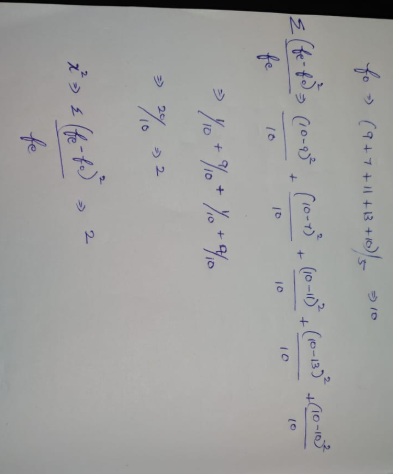 fe ⇒ (9+7+11+13+10)/5 ⇒ 10
Σ (fe-fo)²/fe ⇒ (10-9)²/10 + (10-7)²/10 + (10-11)²/10 + (10-13)²/10 + (10-10)²/10
⇒ 1/10 + 9/10 + 1/10 + 9/10
⇒ 20/10 ⇒ 2
x² ⇒ Σ (fe-fo)²/fe ⇒ 2